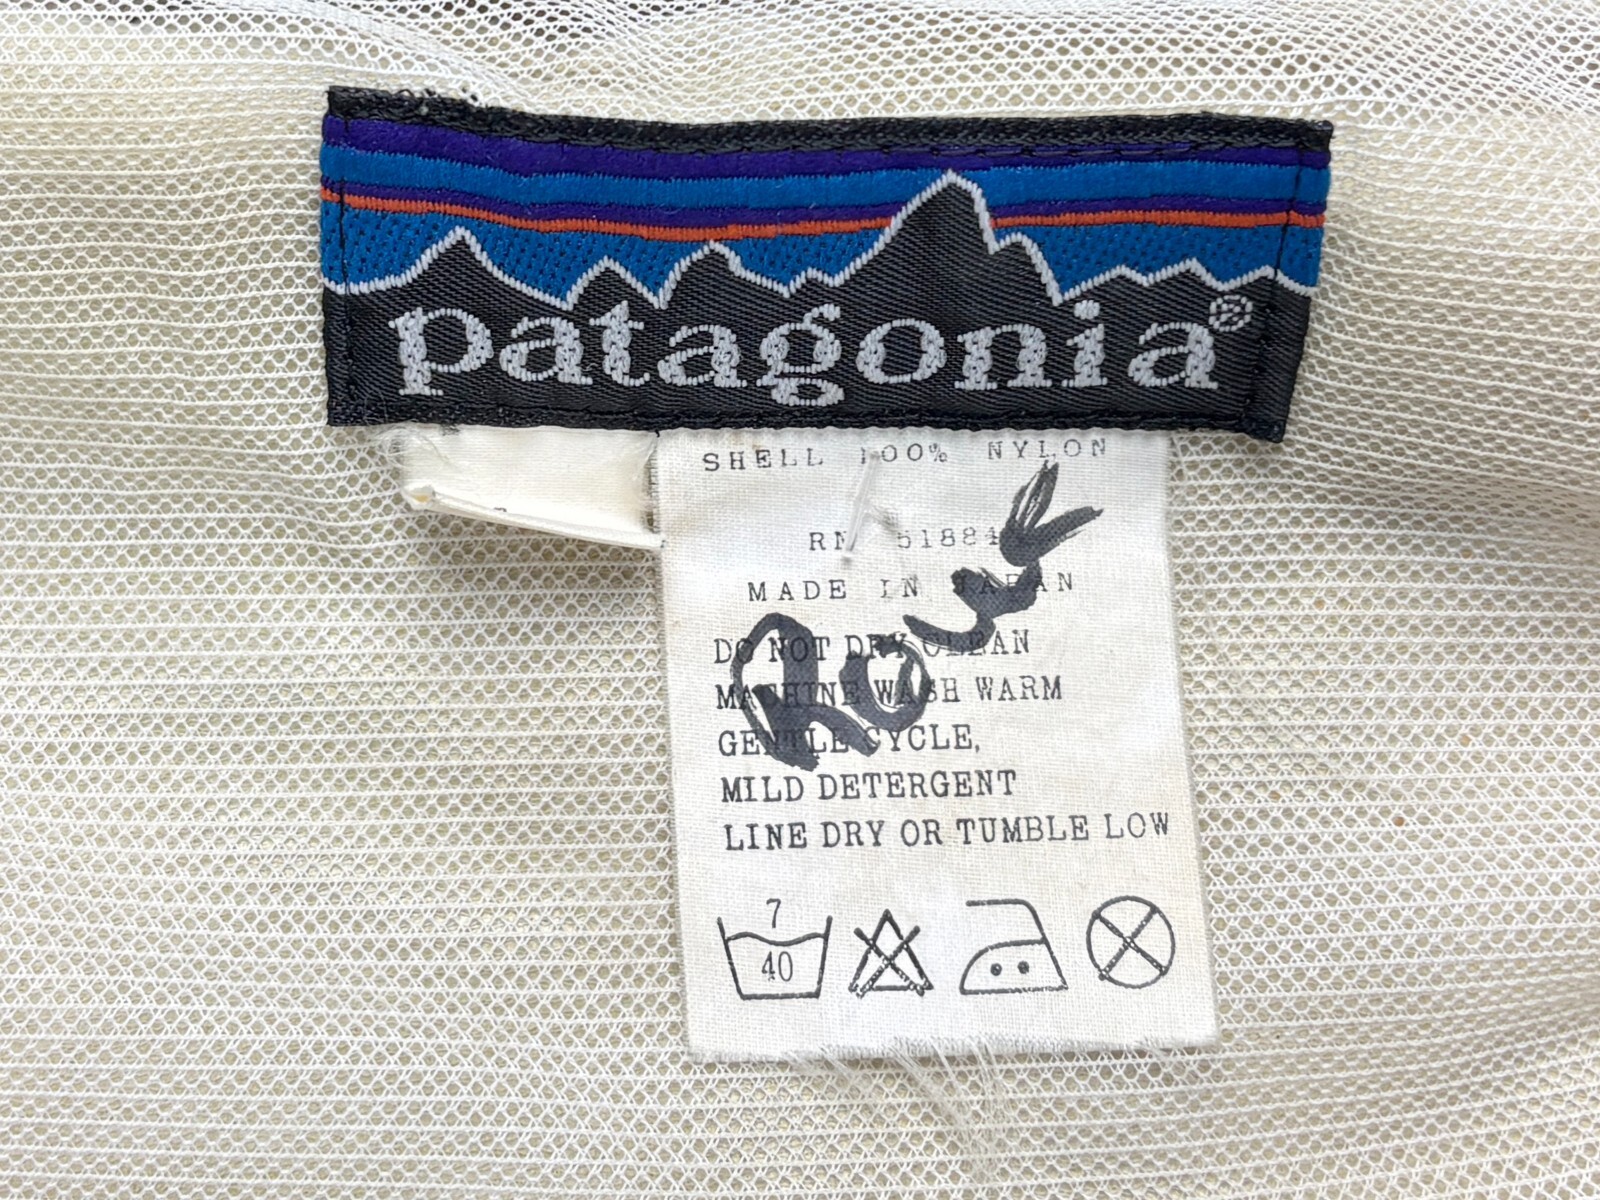 patagonia®
SHELL 100% NYLON
RN 51884
MADE IN JAPAN
DO NOT DRY CLEAN
MACHINE WASH WARM
GENTLE CYCLE,
MILD DETERGENT
LINE DRY OR TUMBLE LOW
7
40